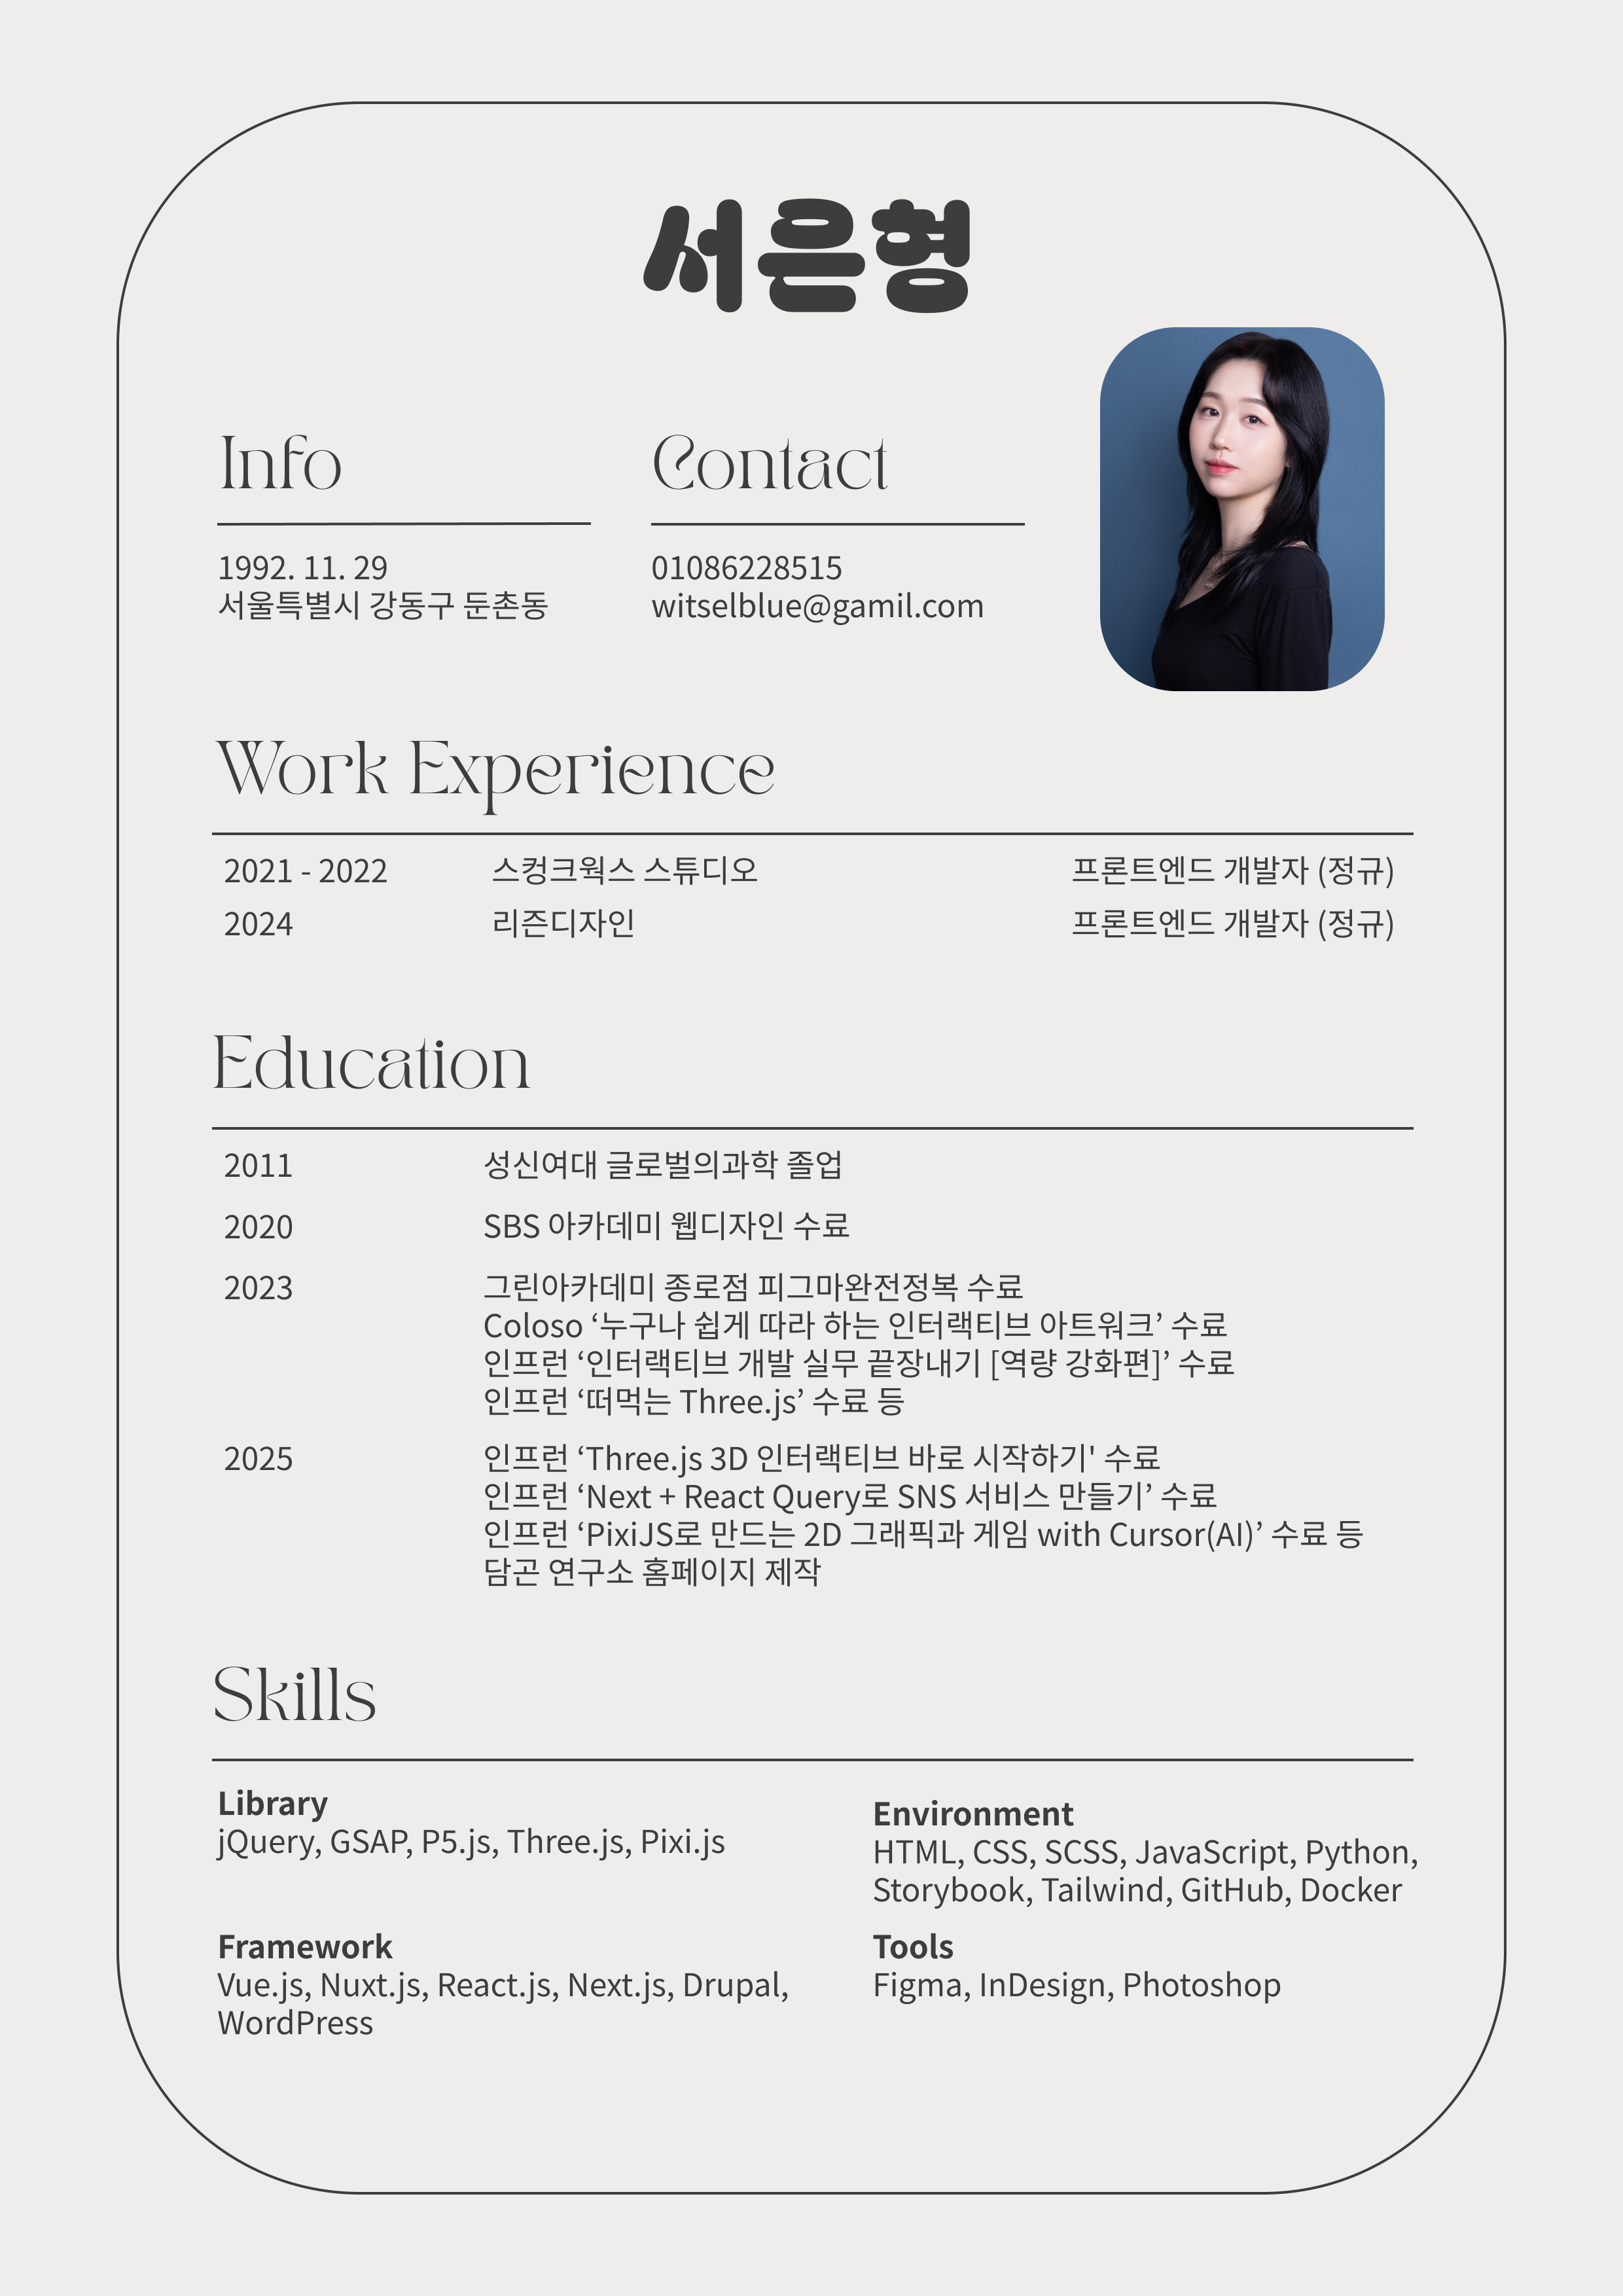 서은형
Info
1992. 11. 29
서울특별시 강동구 둔촌동
Contact
01086228515
witselblue@gamil.com
Work Experience
2021 - 2022 스컹크웍스 스튜디오 프론트엔드 개발자 (정규)
2024 리즌디자인 프론트엔드 개발자 (정규)
Education
2011 성신여대 글로벌의과학 졸업
2020 SBS 아카데미 웹디자인 수료
2023 그린아카데미 종로점 피그마완전정복 수료
Coloso ‘누구나 쉽게 따라 하는 인터랙티브 아트워크’ 수료
인프런 ‘인터랙티브 개발 실무 끝장내기 [역량 강화편]’ 수료
인프런 ‘떠먹는 Three.js’ 수료 등
2025 인프런 ‘Three.js 3D 인터랙티브 바로 시작하기' 수료
인프런 ‘Next + React Query로 SNS 서비스 만들기’ 수료
인프런 ‘PixiJS로 만드는 2D 그래픽과 게임 with Cursor(AI)’ 수료 등
담곤 연구소 홈페이지 제작
Skills
Library
jQuery, GSAP, P5.js, Three.js, Pixi.js
Environment
HTML, CSS, SCSS, JavaScript, Python,
Storybook, Tailwind, GitHub, Docker
Framework
Vue.js, Nuxt.js, React.js, Next.js, Drupal,
WordPress
Tools
Figma, InDesign, Photoshop